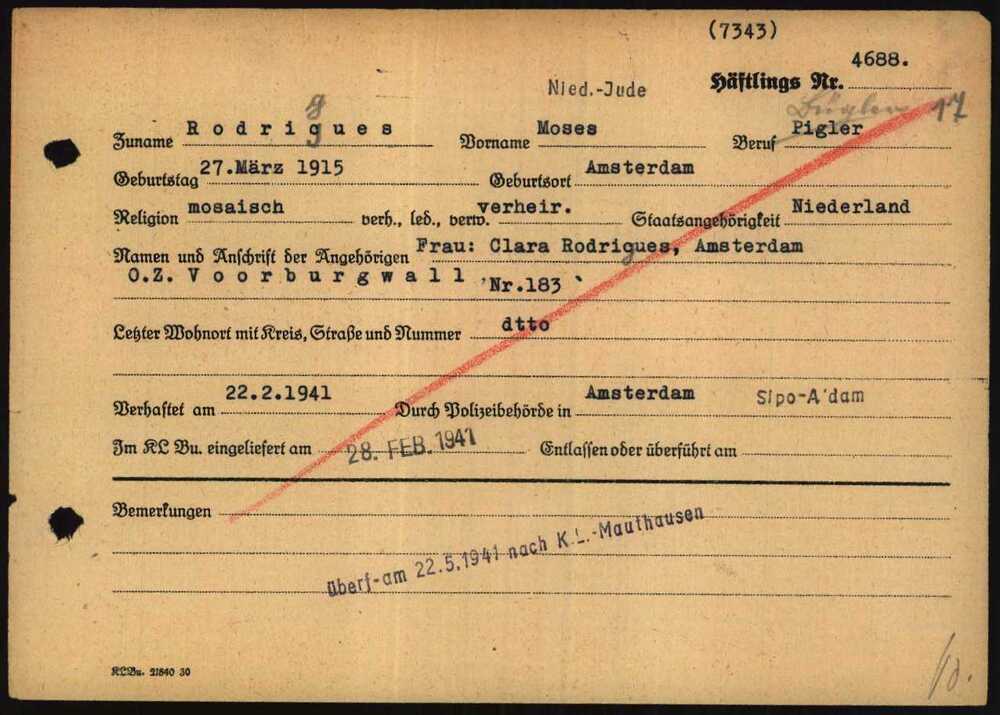 (7343)
Nied.-Jude Häftlings Nr. 4688.
Bügler 17
Zuname Rodrigues Vorname Moses Beruf Pigler
g
Geburtstag 27.März 1915 Geburtsort Amsterdam
Religion mosaisch verh., led., verw. verheir. Staatsangehörigkeit Niederland
Namen und Anschrift der Angehörigen Frau: Clara Rodrigues, Amsterdam
O.Z. Voorburgwall Nr.183
Letzter Wohnort mit Kreis, Straße und Nummer dtto
Verhaftet am 22.2.1941 Durch Polizeibehörde in Amsterdam Sipo-A'dam
Im KL Bu. eingeliefert am 28. FEB. 1941 Entlassen oder überführt am
Bemerkungen
überf-am 22.5.1941 nach K.L.-Mauthausen
KLBu. 21840 30